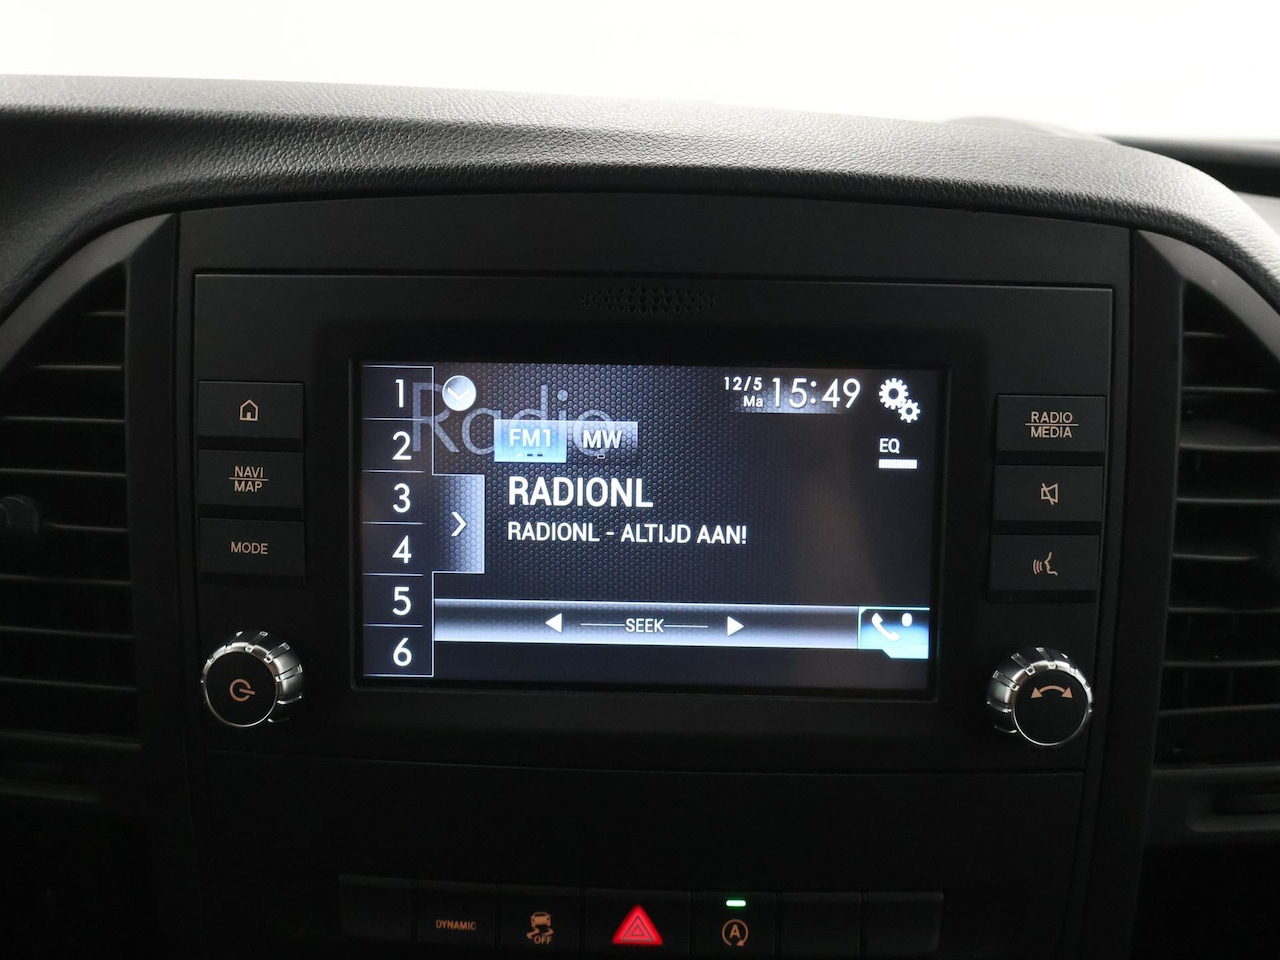 1
Radio
12/5
Ma
15:49
2
FM1
MW
EQ
3
RADIONL
RADIONL - ALTIJD AAN!
4
5
SEEK
6
NAVI
MAP
MODE
RADIO
MEDIA
DYNAMIC
OFF
A